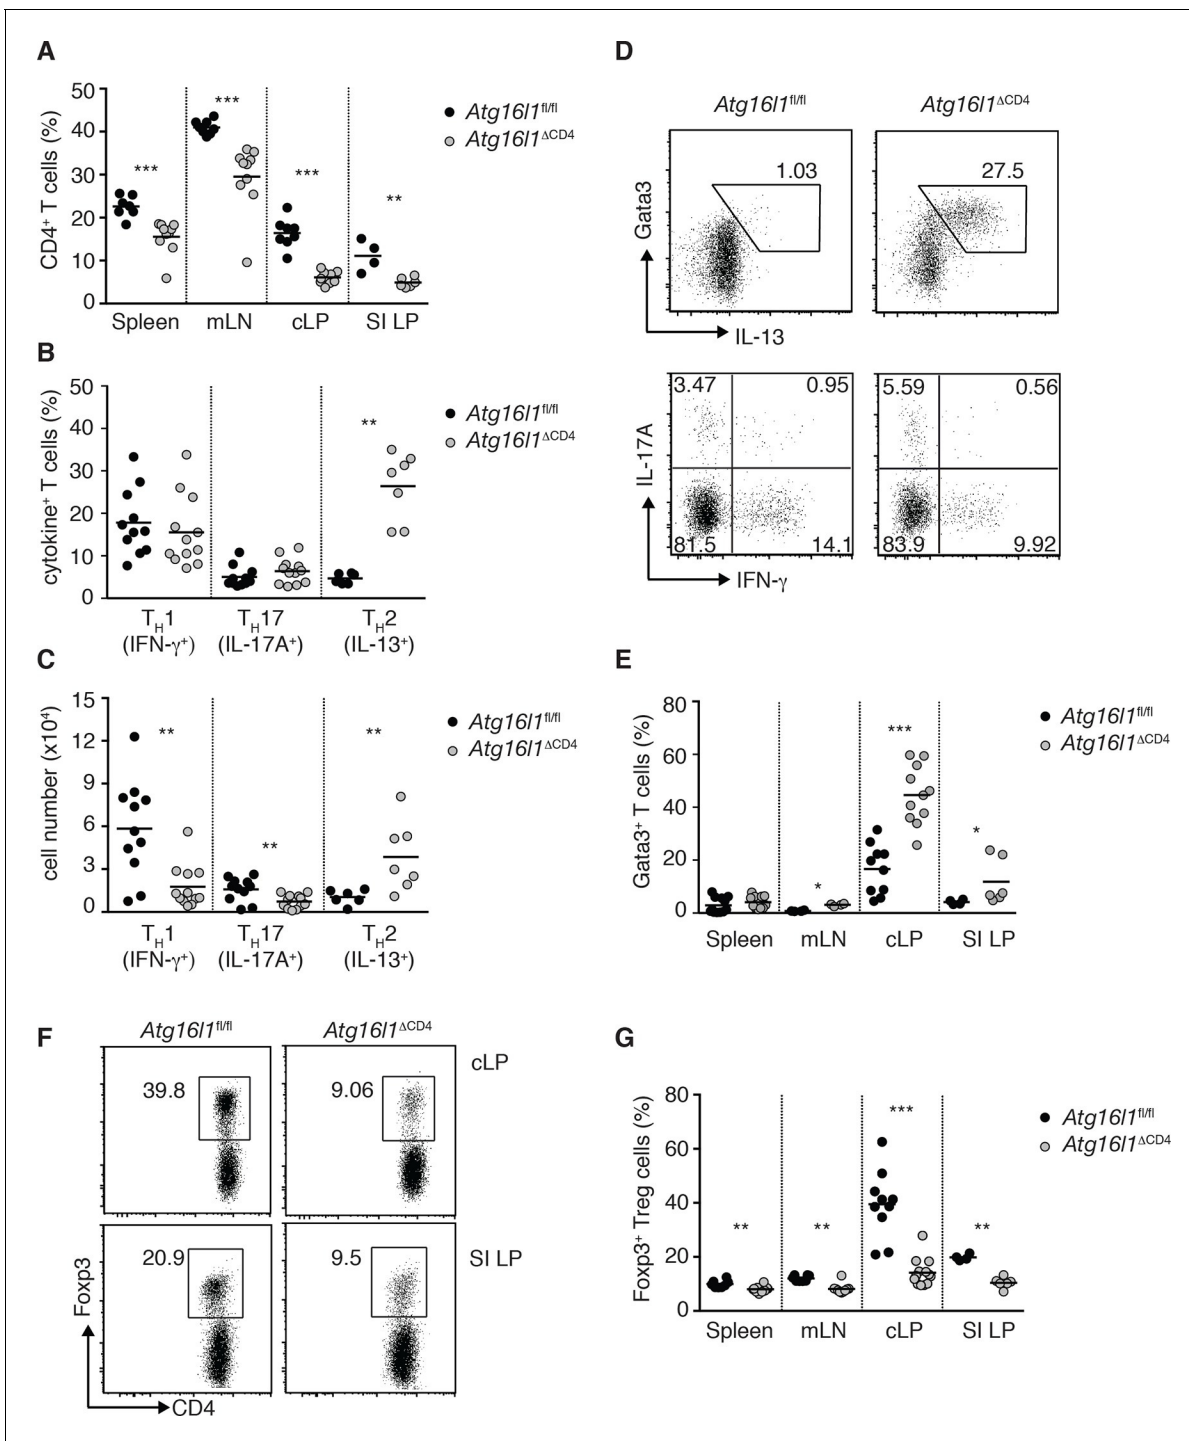 A
50
40
30
20
10
0
CD4⁺ T cells (%)
***
***
***
**
Spleen mLN cLP SI LP
Atg16l1fl/fl
Atg16l1ΔCD4
B
50
40
30
20
10
0
cytokine⁺ T cells (%)
**
TH1 TH17 TH2
(IFN-γ⁺) (IL-17A⁺) (IL-13⁺)
Atg16l1fl/fl
Atg16l1ΔCD4
C
15
12
9
6
3
0
cell number (x10⁴)
**
**
**
TH1 TH17 TH2
(IFN-γ⁺) (IL-17A⁺) (IL-13⁺)
Atg16l1fl/fl
Atg16l1ΔCD4
D
Atg16l1fl/fl Atg16l1ΔCD4
1.03 27.5
Gata3
IL-13
3.47 0.95 5.59 0.56
IL-17A
81.5 14.1 83.9 9.92
IFN-γ
E
80
60
40
20
0
Gata3⁺ T cells (%)
*
***
*
Spleen mLN cLP SI LP
Atg16l1fl/fl
Atg16l1ΔCD4
F
Atg16l1fl/fl Atg16l1ΔCD4
39.8 9.06 cLP
20.9 9.5 SI LP
Foxp3
CD4
G
80
60
40
20
0
Foxp3⁺ Treg cells (%)
**
**
***
**
Spleen mLN cLP SI LP
Atg16l1fl/fl
Atg16l1ΔCD4